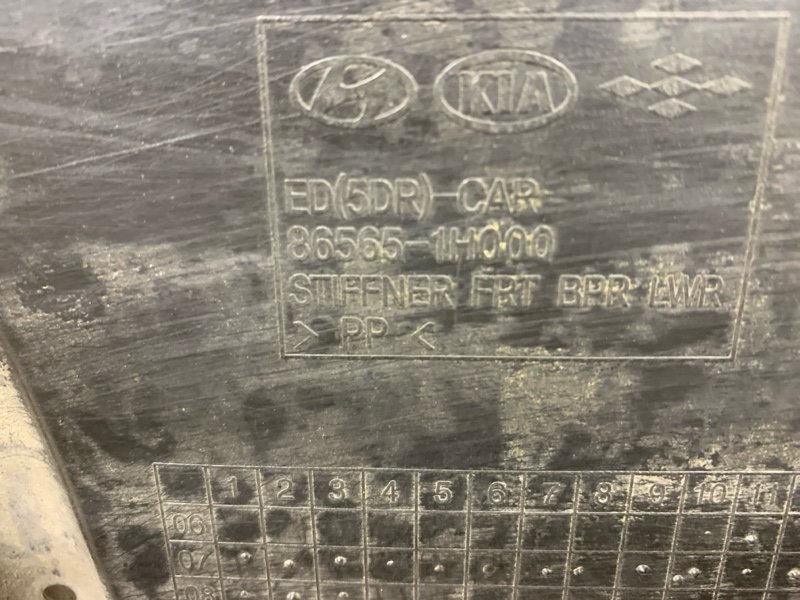 KIA
ED(5DR)-CAR
86565-1H000
STIFFNER FRT BPR LWR
> PP <
1 2 3 4 5 6 7 8 9 10 11
06
07
08